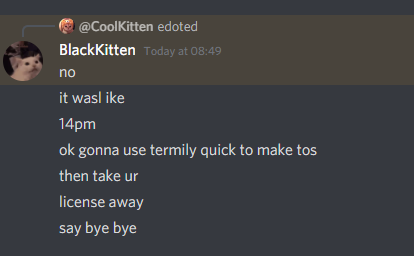 @CoolKitten edoted
BlackKitten Today at 08:49
no
it wasl ike
14pm
ok gonna use termily quick to make tos
then take ur
license away
say bye bye